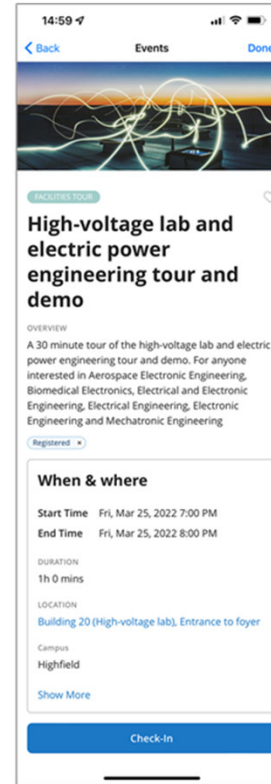 14:59
Back Events Done
FACILITIES TOUR
High-voltage lab and
electric power
engineering tour and
demo
OVERVIEW
A 30 minute tour of the high-voltage lab and electric
power engineering tour and demo. For anyone
interested in Aerospace Electronic Engineering,
Biomedical Electronics, Electrical and Electronic
Engineering, Electrical Engineering, Electronic
Engineering and Mechatronic Engineering
Registered ×
When & where
Start Time Fri, Mar 25, 2022 7:00 PM
End Time Fri, Mar 25, 2022 8:00 PM
DURATION
1h 0 mins
LOCATION
Building 20 (High-voltage lab), Entrance to foyer
Campus
Highfield
Show More
Check-In